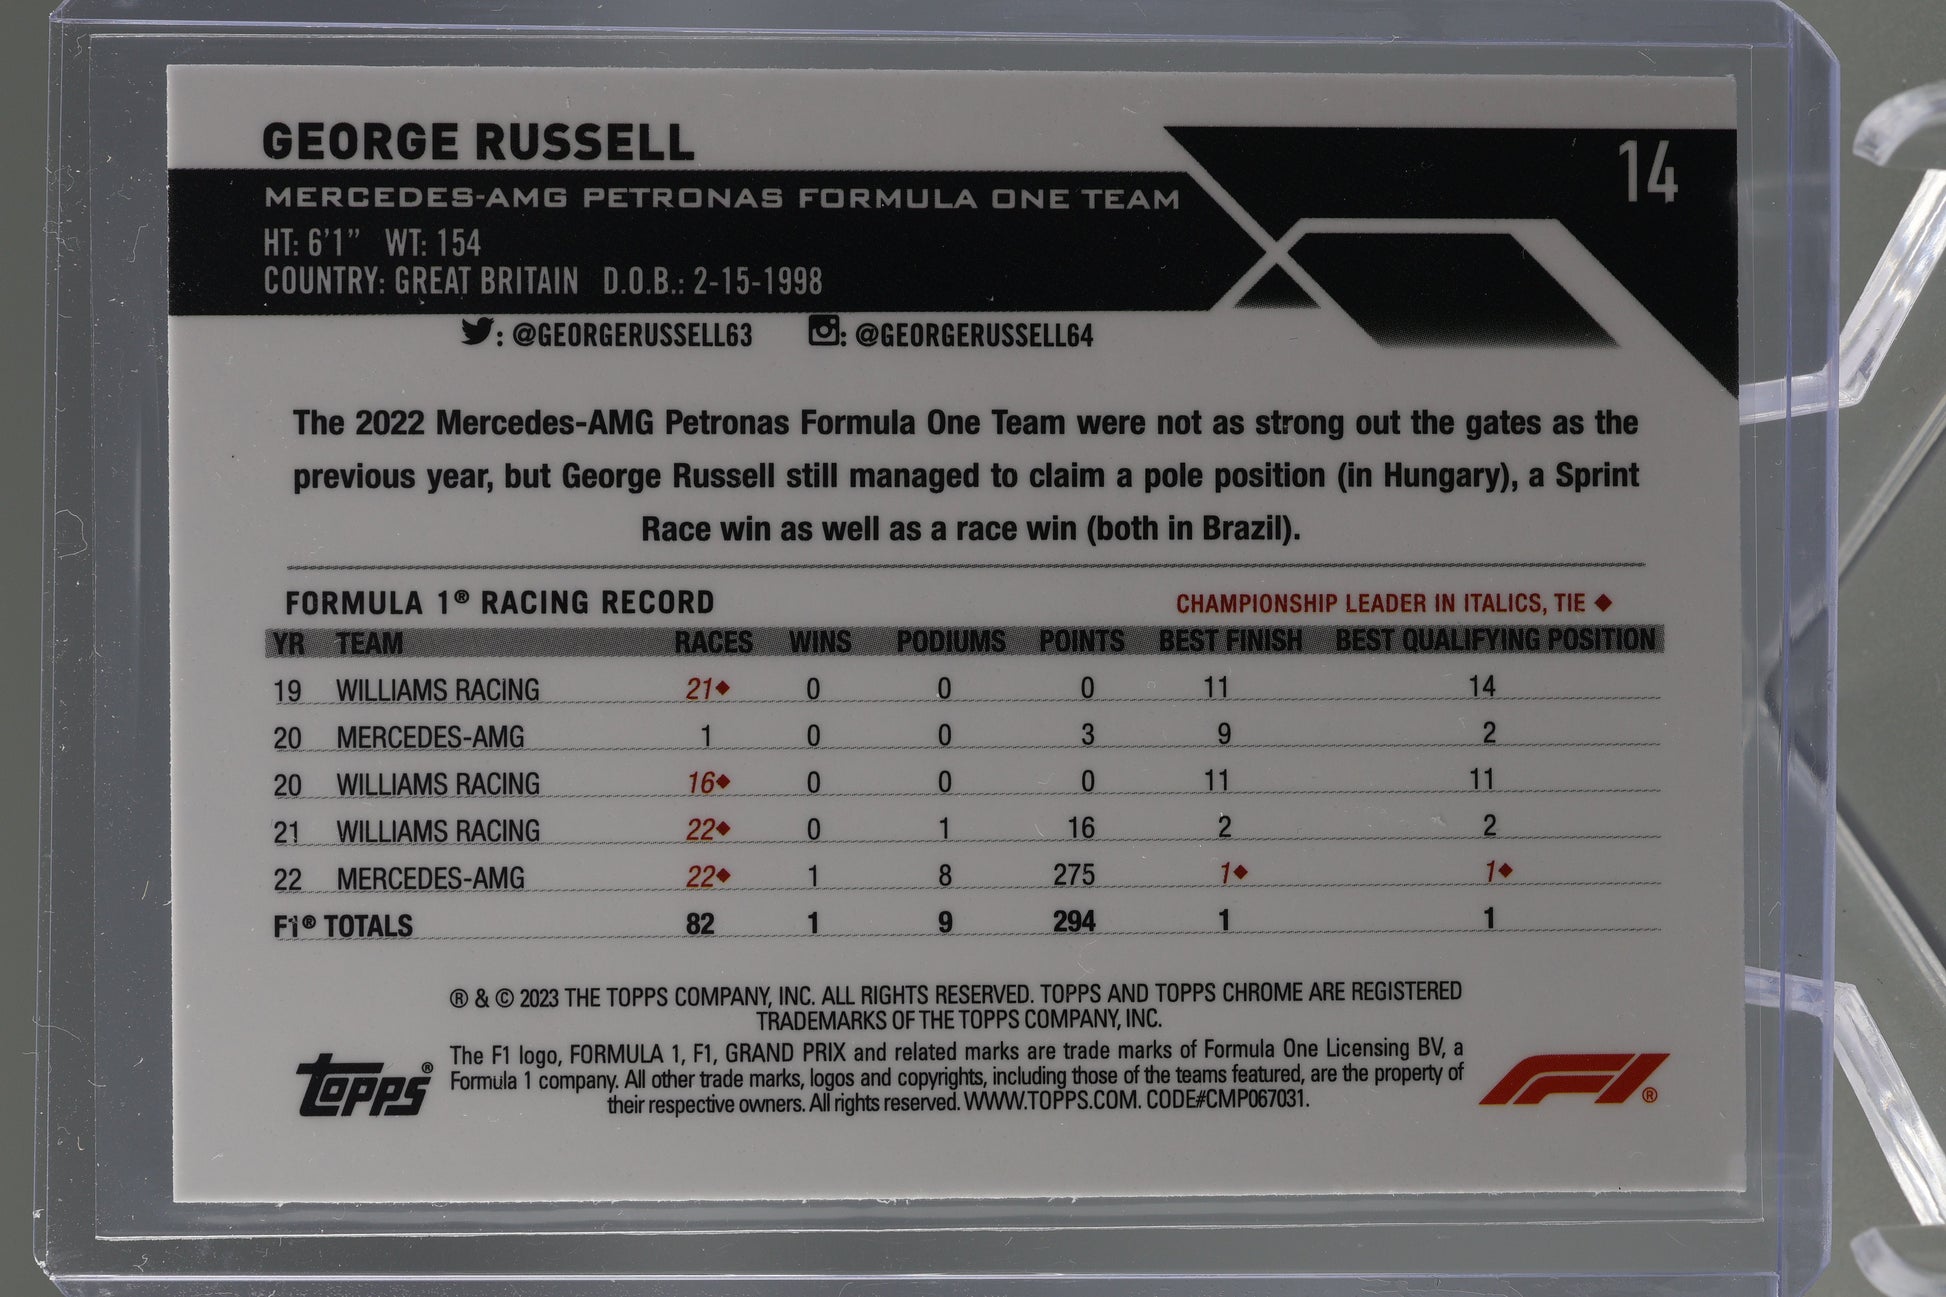 GEORGE RUSSELL
14
MERCEDES-AMG PETRONAS FORMULA ONE TEAM
HT: 6'1" WT: 154
COUNTRY: GREAT BRITAIN D.O.B.: 2-15-1998
: @GEORGERUSSELL63 : @GEORGERUSSELL64
The 2022 Mercedes-AMG Petronas Formula One Team were not as strong out the gates as the
previous year, but George Russell still managed to claim a pole position (in Hungary), a Sprint
Race win as well as a race win (both in Brazil).
FORMULA 1® RACING RECORD CHAMPIONSHIP LEADER IN ITALICS, TIE ◆
YR TEAM RACES WINS PODIUMS POINTS BEST FINISH BEST QUALIFYING POSITION
19 WILLIAMS RACING 21◆ 0 0 0 11 14
20 MERCEDES-AMG 1 0 0 3 9 2
20 WILLIAMS RACING 16◆ 0 0 0 11 11
21 WILLIAMS RACING 22◆ 0 1 16 2 2
22 MERCEDES-AMG 22◆ 1 8 275 1◆ 1◆
F1® TOTALS 82 1 9 294 1 1
® & © 2023 THE TOPPS COMPANY, INC. ALL RIGHTS RESERVED. TOPPS AND TOPPS CHROME ARE REGISTERED
TRADEMARKS OF THE TOPPS COMPANY, INC.
The F1 logo, FORMULA 1, F1, GRAND PRIX and related marks are trade marks of Formula One Licensing BV, a
Formula 1 company. All other trade marks, logos and copyrights, including those of the teams featured, are the property of
their respective owners. All rights reserved. WWW.TOPPS.COM. CODE#CMP067031.
topps®
F1®